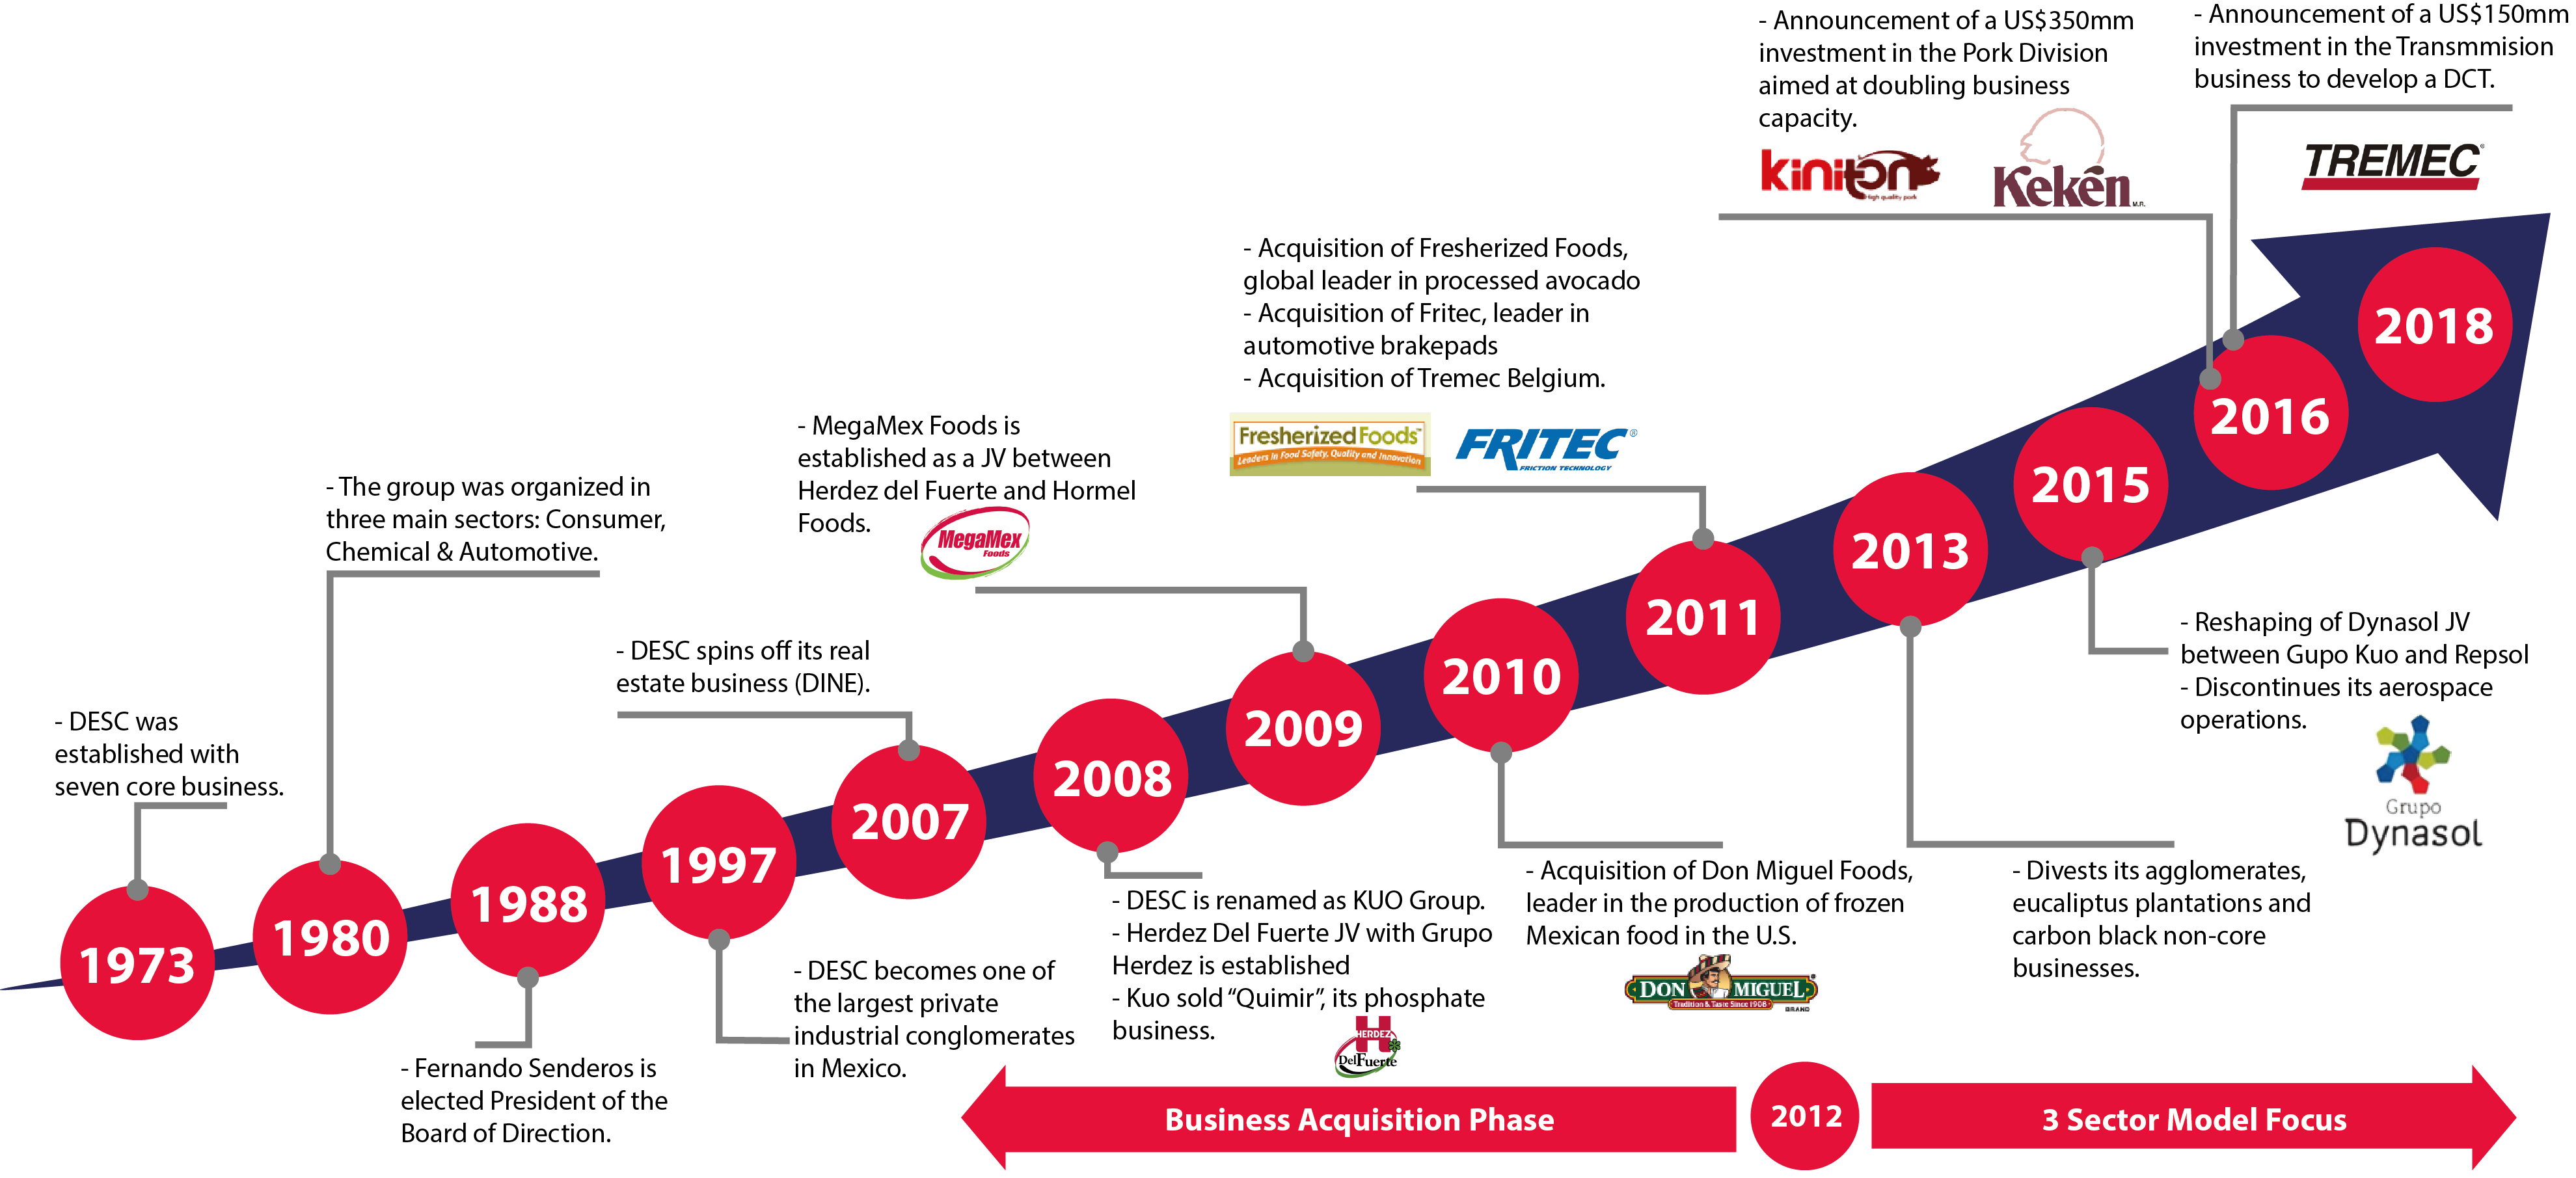 - DESC was
established with
seven core business.
1973
- The group was organized in
three main sectors: Consumer,
Chemical & Automotive.
1980
1988
- Fernando Senderos is
elected President of the
Board of Direction.
1997
- DESC becomes one of
the largest private
industrial conglomerates
in Mexico.
- DESC spins off its real
estate business (DINE).
2007
2008
- DESC is renamed as KUO Group.
- Herdez Del Fuerte JV with Grupo
Herdez is established
- Kuo sold “Quimir”, its phosphate
business.
HERDEZ
DelFuerte
- MegaMex Foods is
established as a JV between
Herdez del Fuerte and Hormel
Foods.
MegaMex
Foods
2009
2010
- Acquisition of Don Miguel Foods,
leader in the production of frozen
Mexican food in the U.S.
DON MIGUEL®
Tradition & Taste Since 1908
BRAND
- Acquisition of Fresherized Foods,
global leader in processed avocado
- Acquisition of Fritec, leader in
automotive brakepads
- Acquisition of Tremec Belgium.
Fresherized Foods™
Leaders in Food Safety, Quality and Innovation
FRITEC®
FRICTION TECHNOLOGY
2011
2013
- Divests its agglomerates,
eucaliptus plantations and
carbon black non-core
businesses.
2015
- Reshaping of Dynasol JV
between Gupo Kuo and Repsol
- Discontinues its aerospace
operations.
Grupo
Dynasol
- Announcement of a US$350mm
investment in the Pork Division
aimed at doubling business
capacity.
kinitan
high quality pork
Kekén M.R.
- Announcement of a US$150mm
investment in the Transmmision
business to develop a DCT.
TREMEC®
2016
2018
Business Acquisition Phase
2012
3 Sector Model Focus